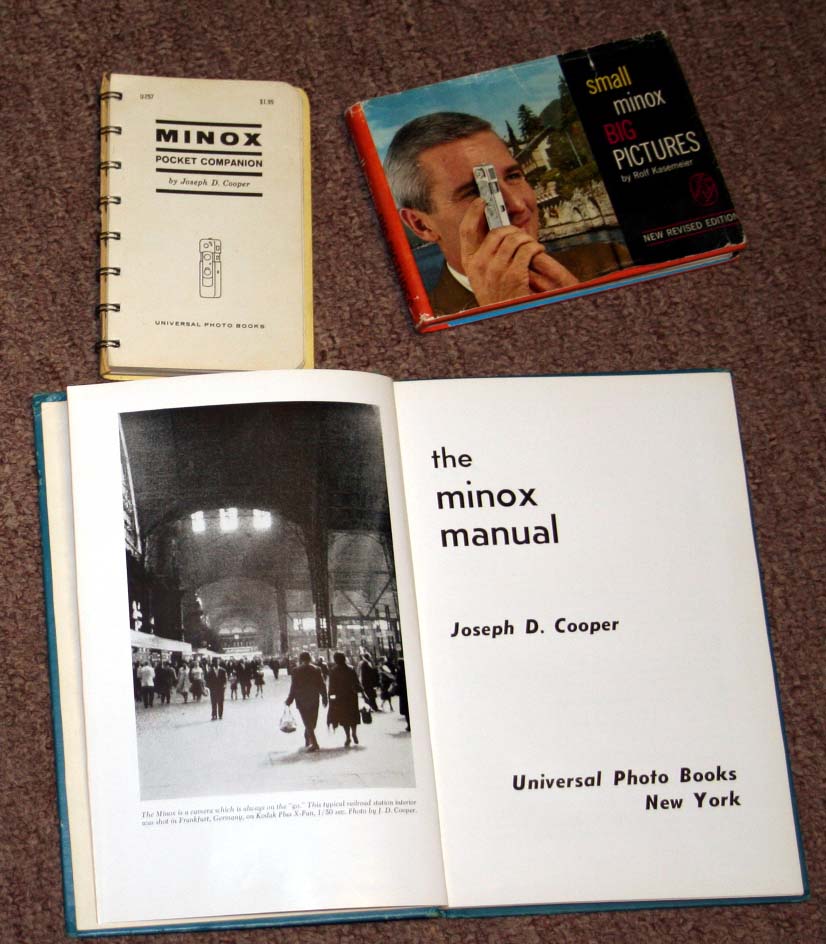 U-757
$1.95
MINOX
POCKET COMPANION
by Joseph D. Cooper
UNIVERSAL PHOTO BOOKS
small
minox
BIG
PICTURES
by Rolf Kasemeier
NEW REVISED EDITION
The Minox is a camera which is always on the "go." This typical railroad station interior
was shot in Frankfurt, Germany, on Kodak Plus X-Pan, 1/50 sec. Photo by J. D. Cooper.
the
minox
manual
Joseph D. Cooper
Universal Photo Books
New York